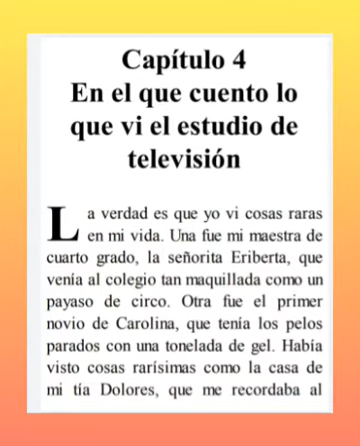 Capítulo 4
En el que cuento lo
que vi el estudio de
televisión
La verdad es que yo vi cosas raras
en mi vida. Una fue mi maestra de
cuarto grado, la señorita Eriberta, que
venía al colegio tan maquillada como un
payaso de circo. Otra fue el primer
novio de Carolina, que tenía los pelos
parados con una tonelada de gel. Había
visto cosas rarísimas como la casa de
mi tía Dolores, que me recordaba al